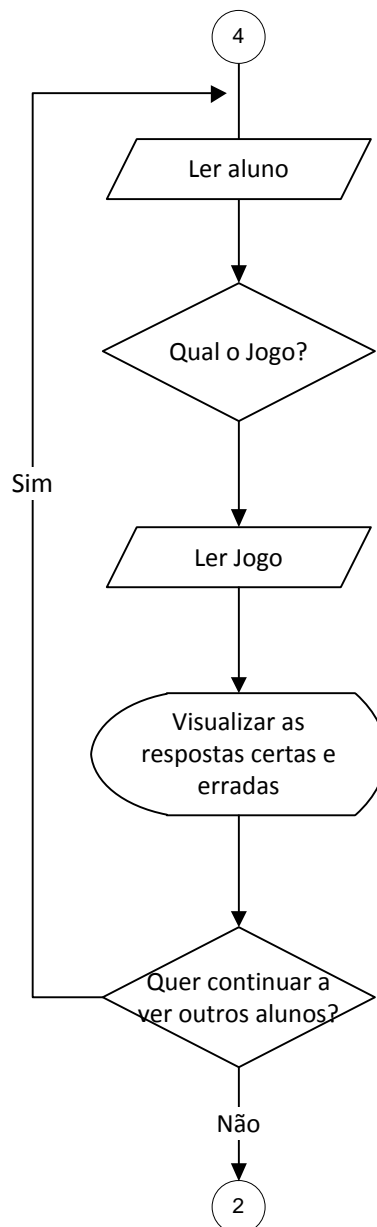 4
Ler aluno
Qual o Jogo?
Sim
Ler Jogo
Visualizar as
respostas certas e
erradas
Quer continuar a
ver outros alunos?
Não
2